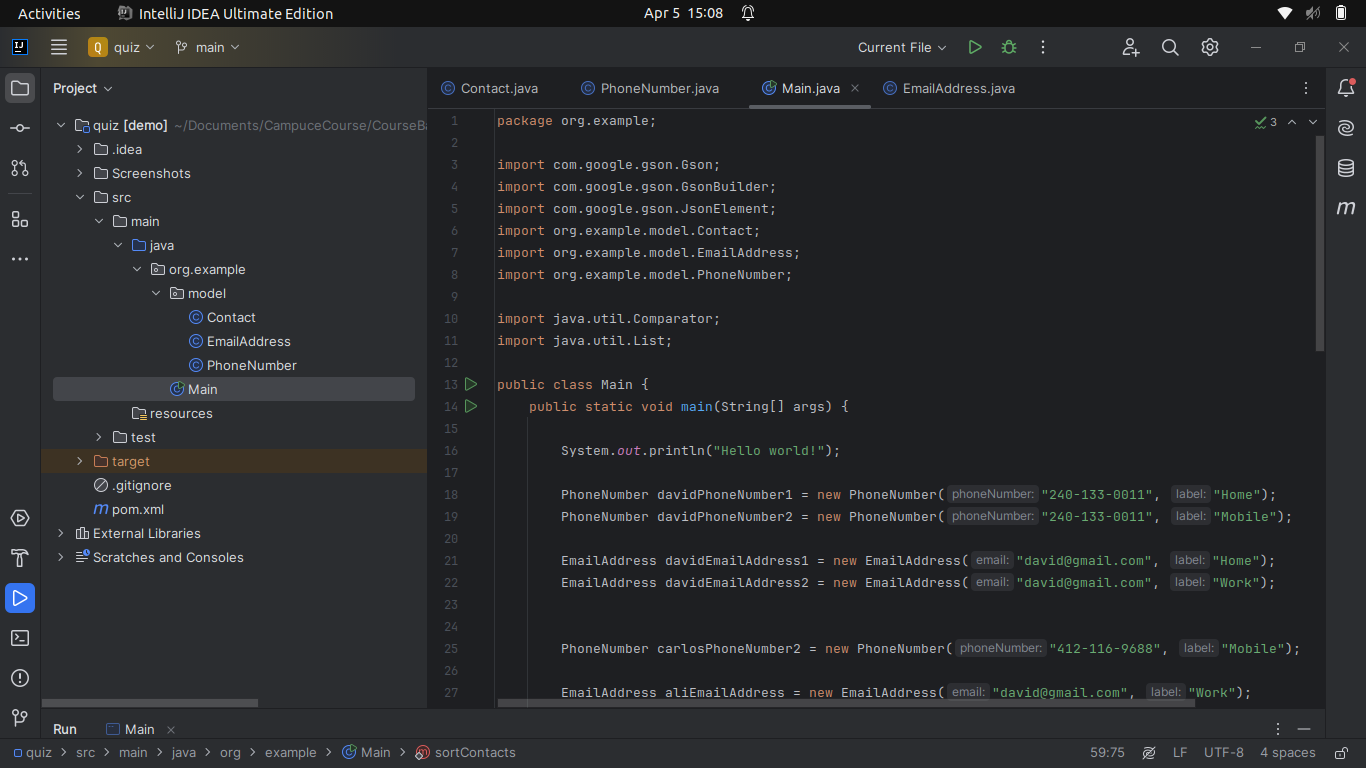 Activities IntelliJ IDEA Ultimate Edition Apr 5 15:08
quiz main Current File
Project
Contact.java PhoneNumber.java Main.java EmailAddress.java
quiz [demo] ~/Documents/CampuceCourse/CourseBa
.idea
Screenshots
src
main
java
org.example
model
Contact
EmailAddress
PhoneNumber
Main
resources
test
target
.gitignore
pom.xml
External Libraries
Scratches and Consoles
3
1 package org.example;
2
3 import com.google.gson.Gson;
4 import com.google.gson.GsonBuilder;
5 import com.google.gson.JsonElement;
6 import org.example.model.Contact;
7 import org.example.model.EmailAddress;
8 import org.example.model.PhoneNumber;
9
10 import java.util.Comparator;
11 import java.util.List;
12
13 public class Main {
14 public static void main(String[] args) {
15
16 System.out.println("Hello world!");
17
18 PhoneNumber davidPhoneNumber1 = new PhoneNumber( phoneNumber: "240-133-0011", label: "Home");
19 PhoneNumber davidPhoneNumber2 = new PhoneNumber( phoneNumber: "240-133-0011", label: "Mobile");
20
21 EmailAddress davidEmailAddress1 = new EmailAddress( email: "david@gmail.com", label: "Home");
22 EmailAddress davidEmailAddress2 = new EmailAddress( email: "david@gmail.com", label: "Work");
23
24
25 PhoneNumber carlosPhoneNumber2 = new PhoneNumber( phoneNumber: "412-116-9688", label: "Mobile");
26
27 EmailAddress aliEmailAddress = new EmailAddress( email: "david@gmail.com", label: "Work");
Run Main
quiz > src > main > java > org > example > Main > sortContacts 59:75 LF UTF-8 4 spaces